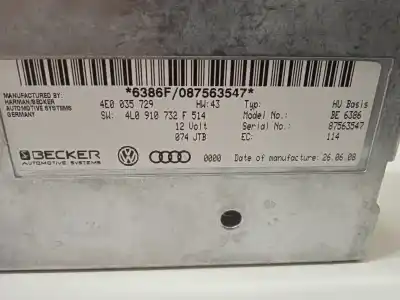 *6386F/087563547*
MANUFACTURED BY:
HARMAN/BECKER
AUTOMOTIVE SYSTEMS
GERMANY
4E0 035 729 HW: 43 Typ: HV Basis
SW: 4L0 910 732 F 514 Model No.: BE 6386
12 Volt Serial No.: 87563547
074 JTB EC: 114
BECKER
AUTOMOTIVE SYSTEMS
0000 Date of manufacture: 26.06.08